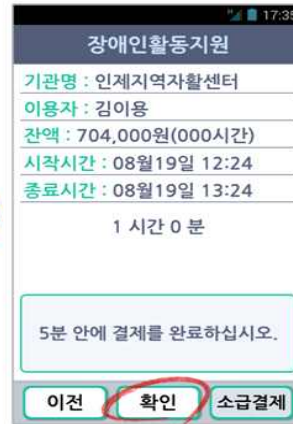 17:35
장애인활동지원
기관명 : 인제지역자활센터
이용자 : 김이용
잔액 : 704,000원(000시간)
시작시간 : 08월19일 12:24
종료시간 : 08월19일 13:24
1 시간 0 분
5분 안에 결제를 완료하십시오.
이전 확인 소급결제